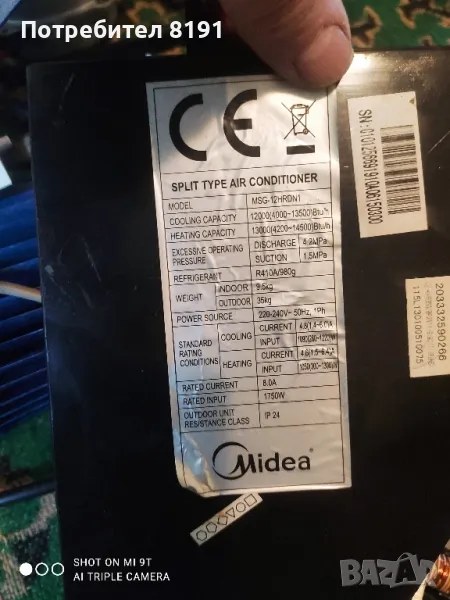 Потребител 8191
CE
SPLIT TYPE AIR CONDITIONER
MODEL MSG-12HRDN1
COOLING CAPACITY 12000(4000~13500)Btu/h
HEATING CAPACITY 13000(4200~14500)Btu/h
EXCESSIVE OPERATING PRESSURE DISCHARGE 4.2MPa
SUCTION 1.5MPa
REFRIGERANT R410A/980g
WEIGHT INDOOR 9.5kg
OUTDOOR 35kg
POWER SOURCE 220-240V~ 50Hz, 1Ph
STANDARD RATING CONDITIONS COOLING CURRENT
INPUT
HEATING CURRENT
INPUT
RATED CURRENT 8.0A
RATED INPUT 1750W
OUTDOOR UNIT RESISTANCE CLASS IP 24
Midea
203332590266
SHOT ON MI 9T
AI TRIPLE CAMERA
BAZAR